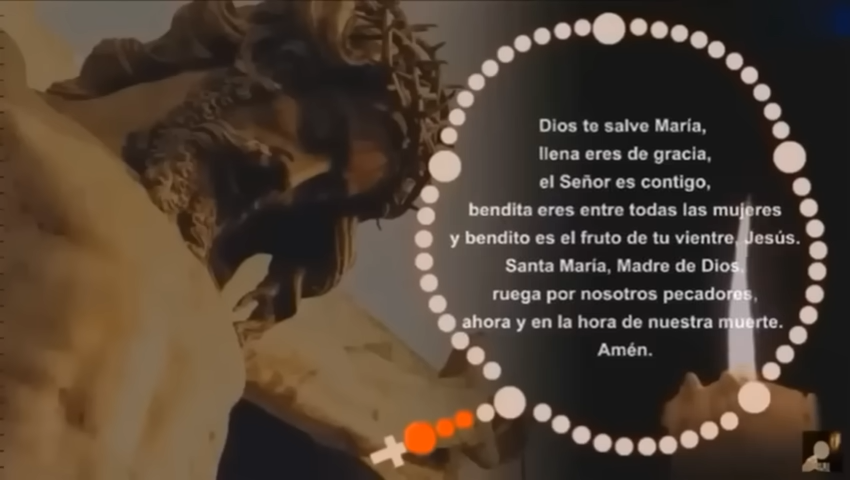 Dios te salve María,
llena eres de gracia,
el Señor es contigo,
bendita eres entre todas las mujeres
y bendito es el fruto de tu vientre, Jesús.
Santa María, Madre de Dios,
ruega por nosotros pecadores,
ahora y en la hora de nuestra muerte.
Amén.